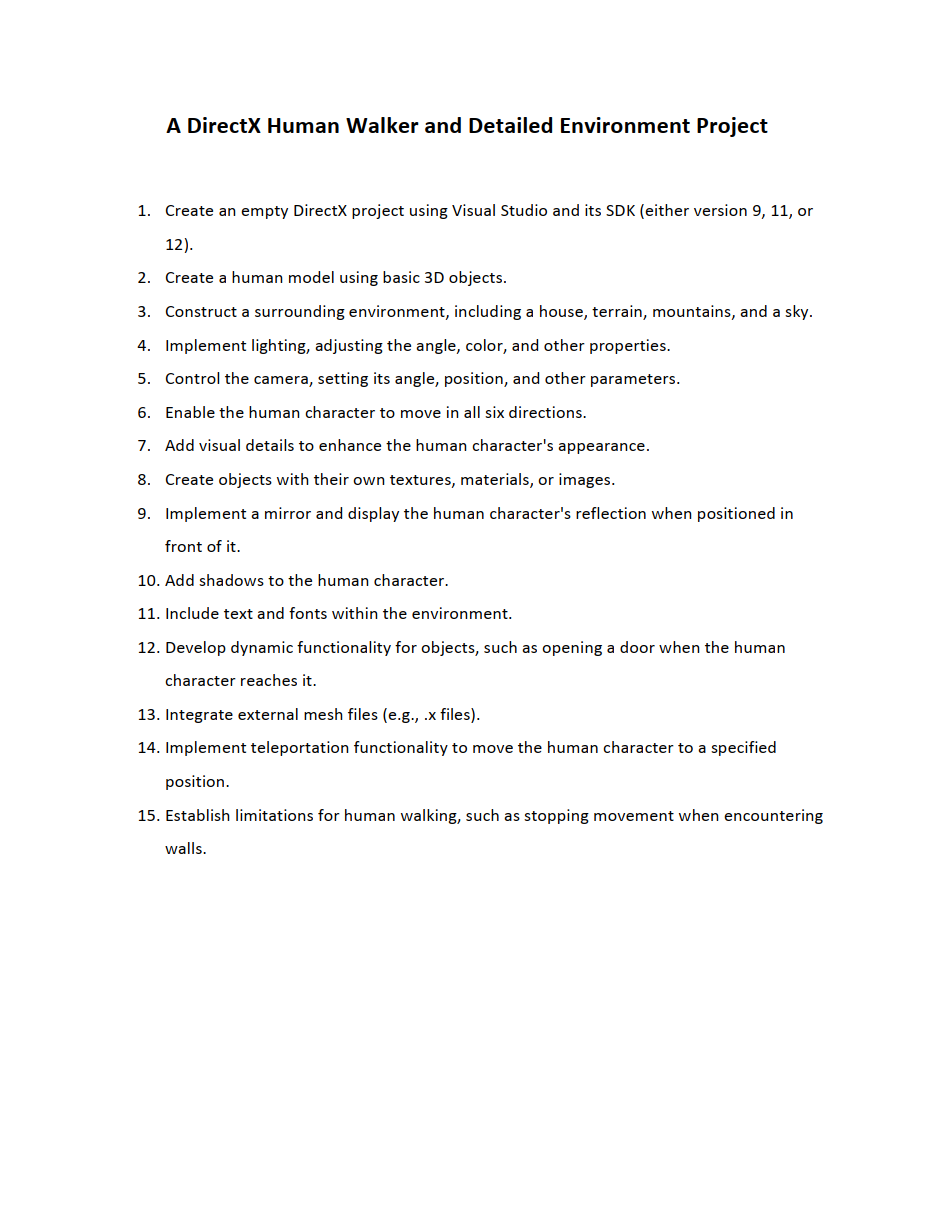 A DirectX Human Walker and Detailed Environment Project
1. Create an empty DirectX project using Visual Studio and its SDK (either version 9, 11, or
12).
2. Create a human model using basic 3D objects.
3. Construct a surrounding environment, including a house, terrain, mountains, and a sky.
4. Implement lighting, adjusting the angle, color, and other properties.
5. Control the camera, setting its angle, position, and other parameters.
6. Enable the human character to move in all six directions.
7. Add visual details to enhance the human character's appearance.
8. Create objects with their own textures, materials, or images.
9. Implement a mirror and display the human character's reflection when positioned in
front of it.
10. Add shadows to the human character.
11. Include text and fonts within the environment.
12. Develop dynamic functionality for objects, such as opening a door when the human
character reaches it.
13. Integrate external mesh files (e.g., .x files).
14. Implement teleportation functionality to move the human character to a specified
position.
15. Establish limitations for human walking, such as stopping movement when encountering
walls.